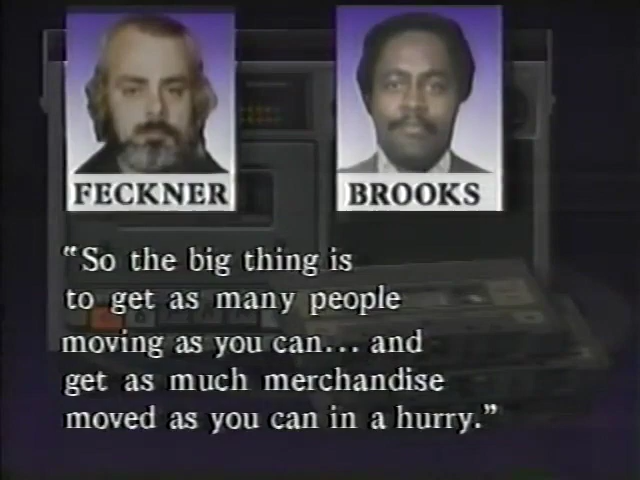 FECKNER
BROOKS
“So the big thing is
to get as many people
moving as you can... and
get as much merchandise
moved as you can in a hurry.”